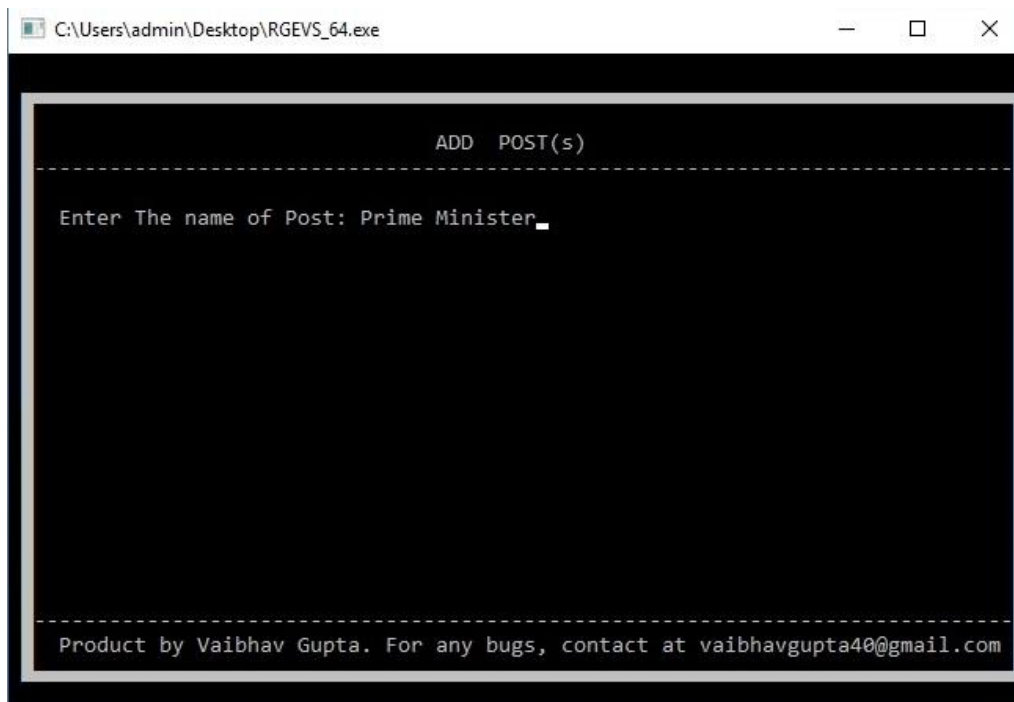 C:\Users\admin\Desktop\RGEVS_64.exe
ADD POST(s)
Enter The name of Post: Prime Minister
Product by Vaibhav Gupta. For any bugs, contact at vaibhavgupta40@gmail.com